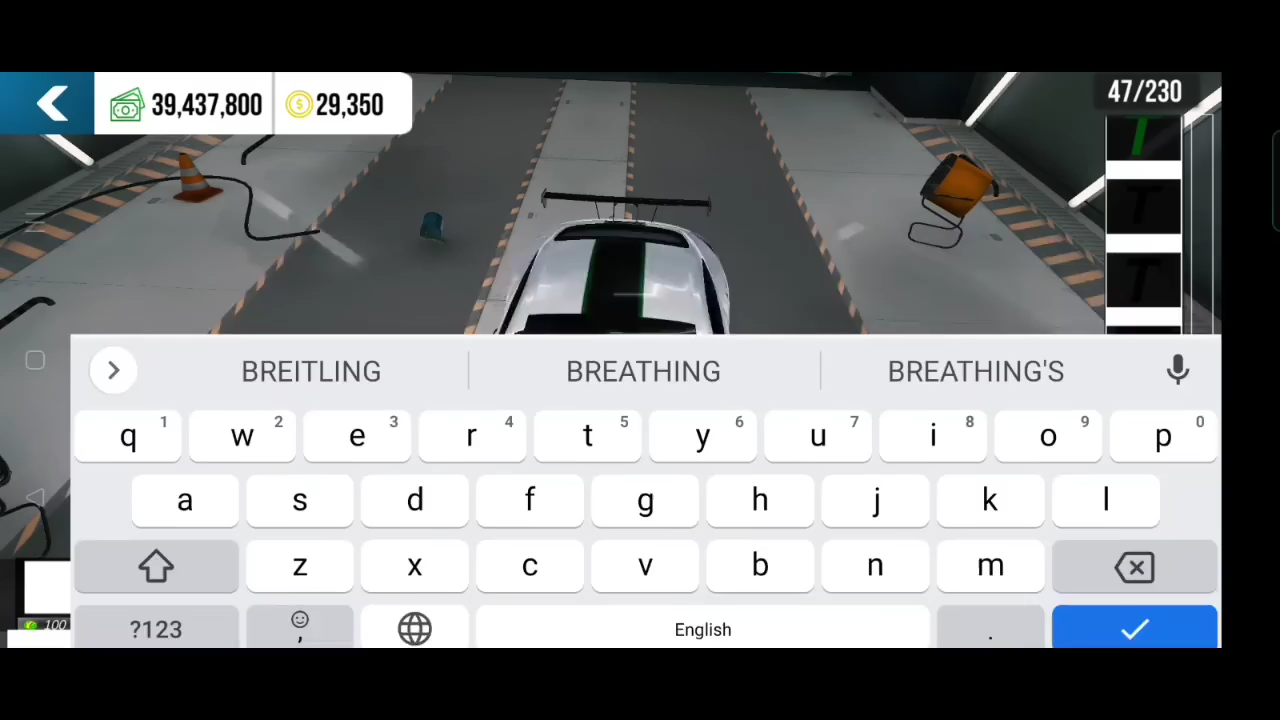 39,437,800 29,350 47/230
T
T
BREITLING BREATHING BREATHING'S
q 1 w 2 e 3 r 4 t 5 y 6 u 7 i 8 o 9 p 0
a s d f g h j k l
z x c v b n m
100 ?123 , English .